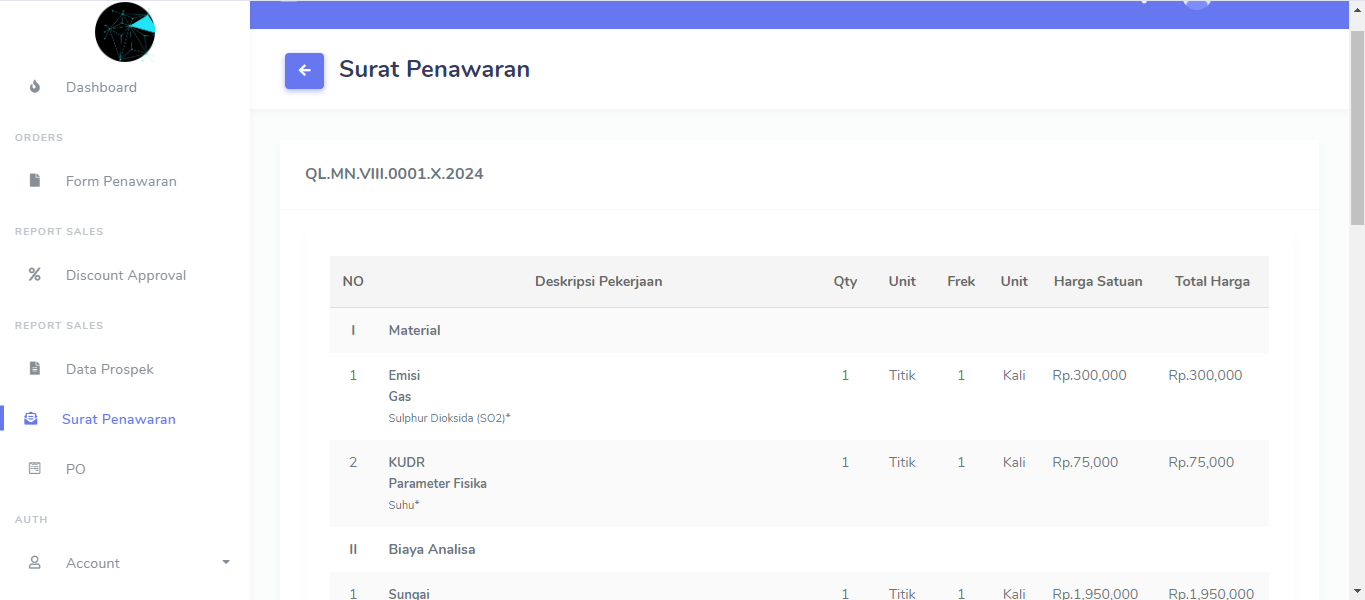 Dashboard
ORDERS
Form Penawaran
REPORT SALES
Discount Approval
REPORT SALES
Data Prospek
Surat Penawaran
PO
AUTH
Account
Surat Penawaran
QL.MN.VIII.0001.X.2024
NO Deskripsi Pekerjaan Qty Unit Frek Unit Harga Satuan Total Harga
I Material
1 Emisi 1 Titik 1 Kali Rp.300,000 Rp.300,000
Gas
Sulphur Dioksida (SO2)*
2 KUDR 1 Titik 1 Kali Rp.75,000 Rp.75,000
Parameter Fisika
Suhu*
II Biaya Analisa
1 Sungai 1 Titik 1 Kali Rp.1,950,000 Rp.1,950,000